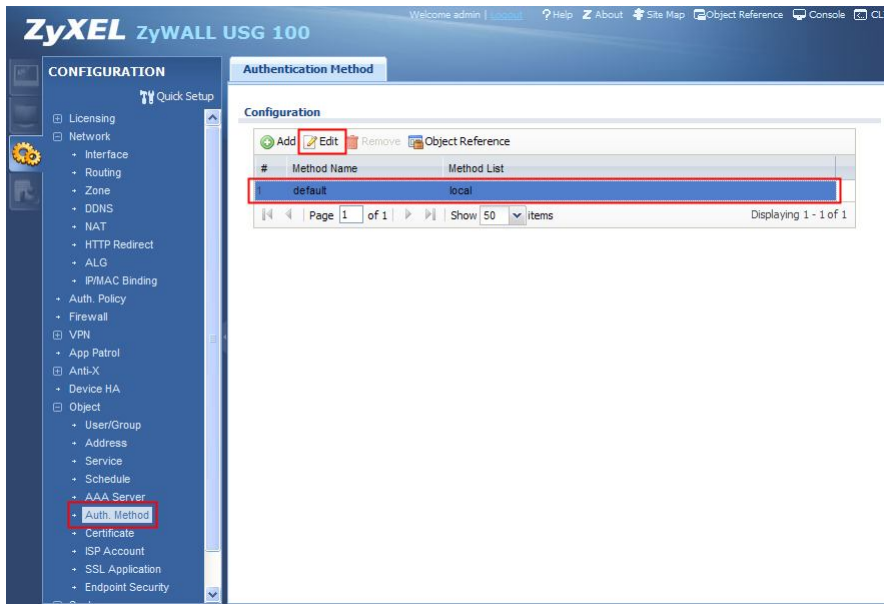 ZyXEL ZyWALL USG 100
Welcome admin | Logout ?Help Z About Site Map Object Reference Console CL
CONFIGURATION
Quick Setup
Licensing
Network
Interface
Routing
Zone
DDNS
NAT
HTTP Redirect
ALG
IP/MAC Binding
Auth. Policy
Firewall
VPN
App Patrol
Anti-X
Device HA
Object
User/Group
Address
Service
Schedule
AAA Server
Auth. Method
Certificate
ISP Account
SSL Application
Endpoint Security
Authentication Method
Configuration
Add Edit Remove Object Reference
# Method Name Method List
1 default local
Page 1 of 1 Show 50 items Displaying 1 - 1 of 1